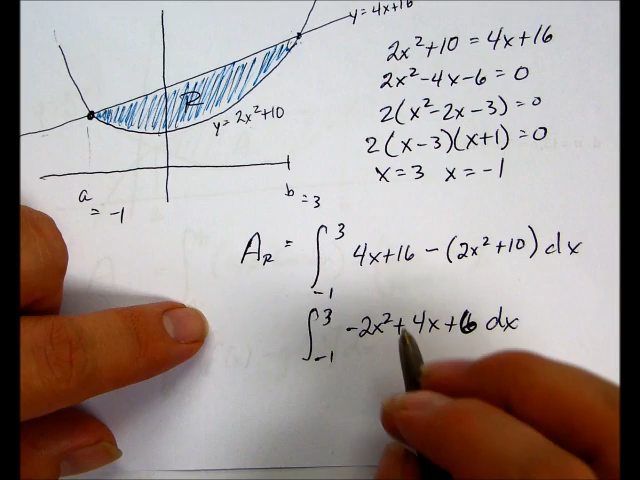 y = 4x+16
R
y = 2x²+10
a = -1
b = 3
2x²+10 = 4x+16
2x²-4x-6 = 0
2(x²-2x-3) = 0
2(x-3)(x+1) = 0
x = 3 x = -1
A_R = ∫_{-1}^{3} 4x+16 - (2x²+10) dx
∫_{-1}^{3} -2x²+4x+6 dx